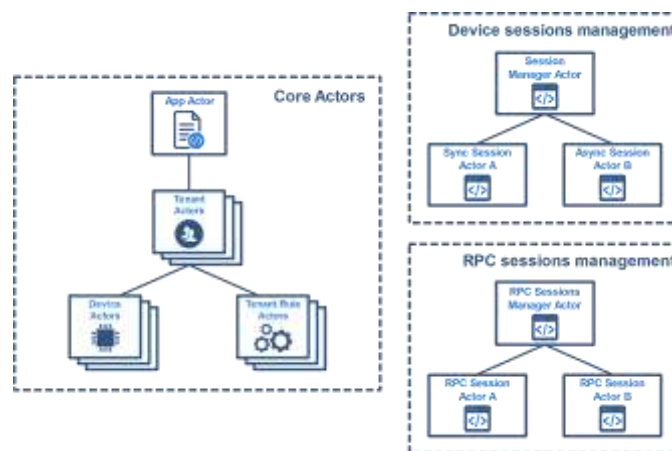 Core Actors
App Actor
Tenant
Actors
Device
Actors
Tenant Rule
Actors
Device sessions management
Session
Manager Actor
Sync Session
Actor A
Async Session
Actor B
RPC sessions management
RPC Sessions
Manager Actor
RPC Session
Actor A
RPC Session
Actor B